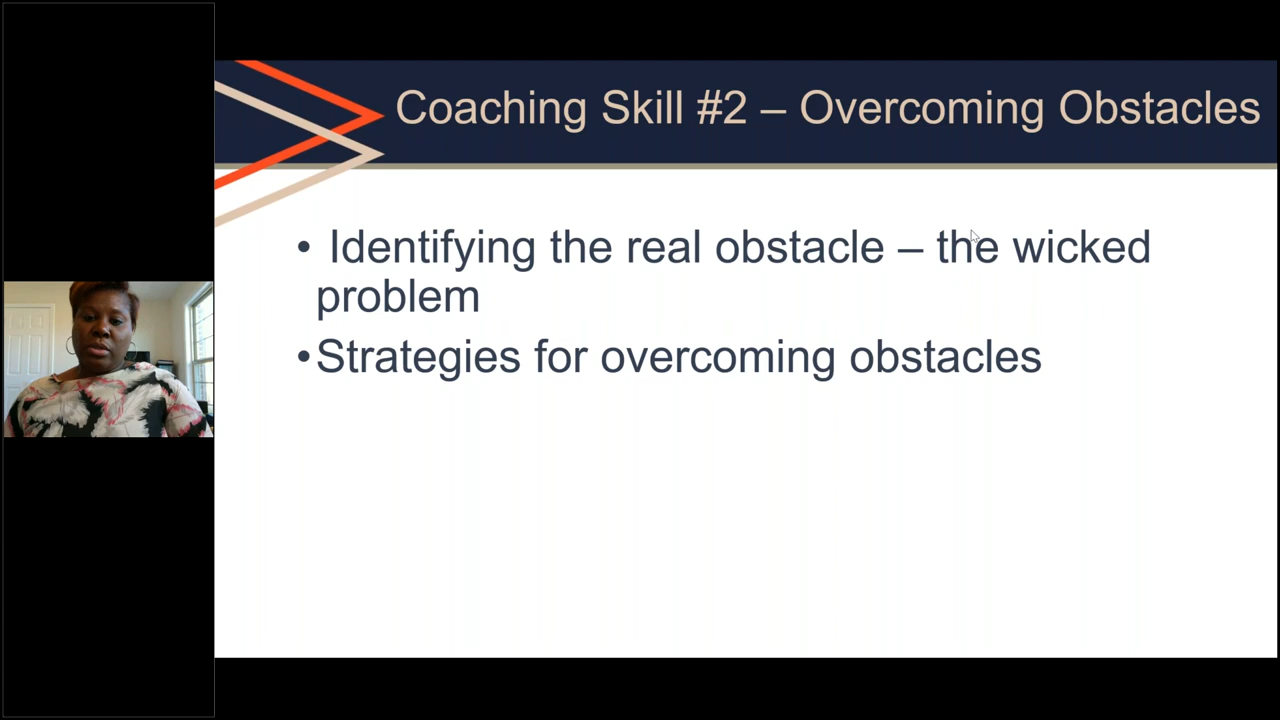 Coaching Skill #2 – Overcoming Obstacles
• Identifying the real obstacle – the wicked
problem
•Strategies for overcoming obstacles